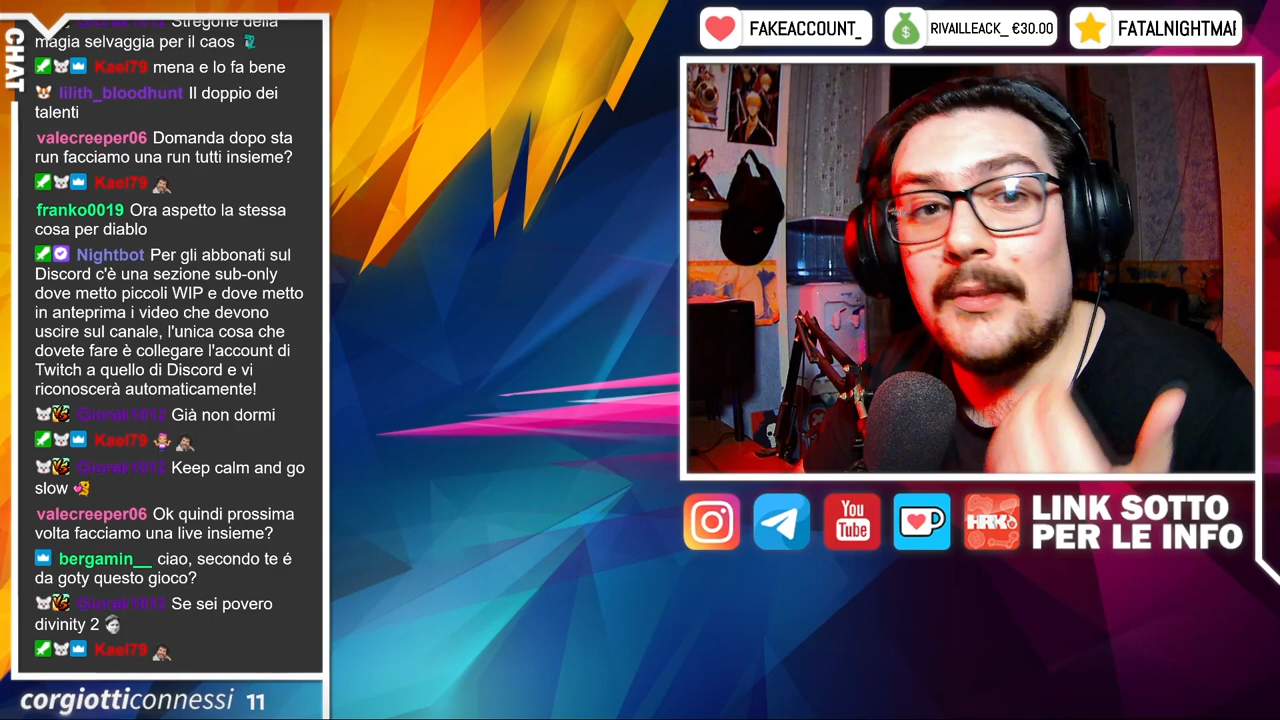 CHAT
Giorak1012 Stregone della
magia selvaggia per il caos
Kael79 mena e lo fa bene
lilith_bloodhunt Il doppio dei
talenti
valecreeper06 Domanda dopo sta
run facciamo una run tutti insieme?
Kael79
franko0019 Ora aspetto la stessa
cosa per diablo
Nightbot Per gli abbonati sul
Discord c'è una sezione sub-only
dove metto piccoli WIP e dove metto
in anteprima i video che devono
uscire sul canale, l'unica cosa che
dovete fare è collegare l'account di
Twitch a quello di Discord e vi
riconoscerà automaticamente!
Giorak1012 Già non dormi
Kael79
Giorak1012 Keep calm and go
slow
valecreeper06 Ok quindi prossima
volta facciamo una live insieme?
bergamin__ ciao, secondo te é
da goty questo gioco?
Giorak1012 Se sei povero
divinity 2
Kael79
corgiotticonnessi 11
FAKEACCOUNT_
RIVAILLEACK_ €30.00
FATALNIGHTMAR
You
Tube
HRK
LINK SOTTO
PER LE INFO